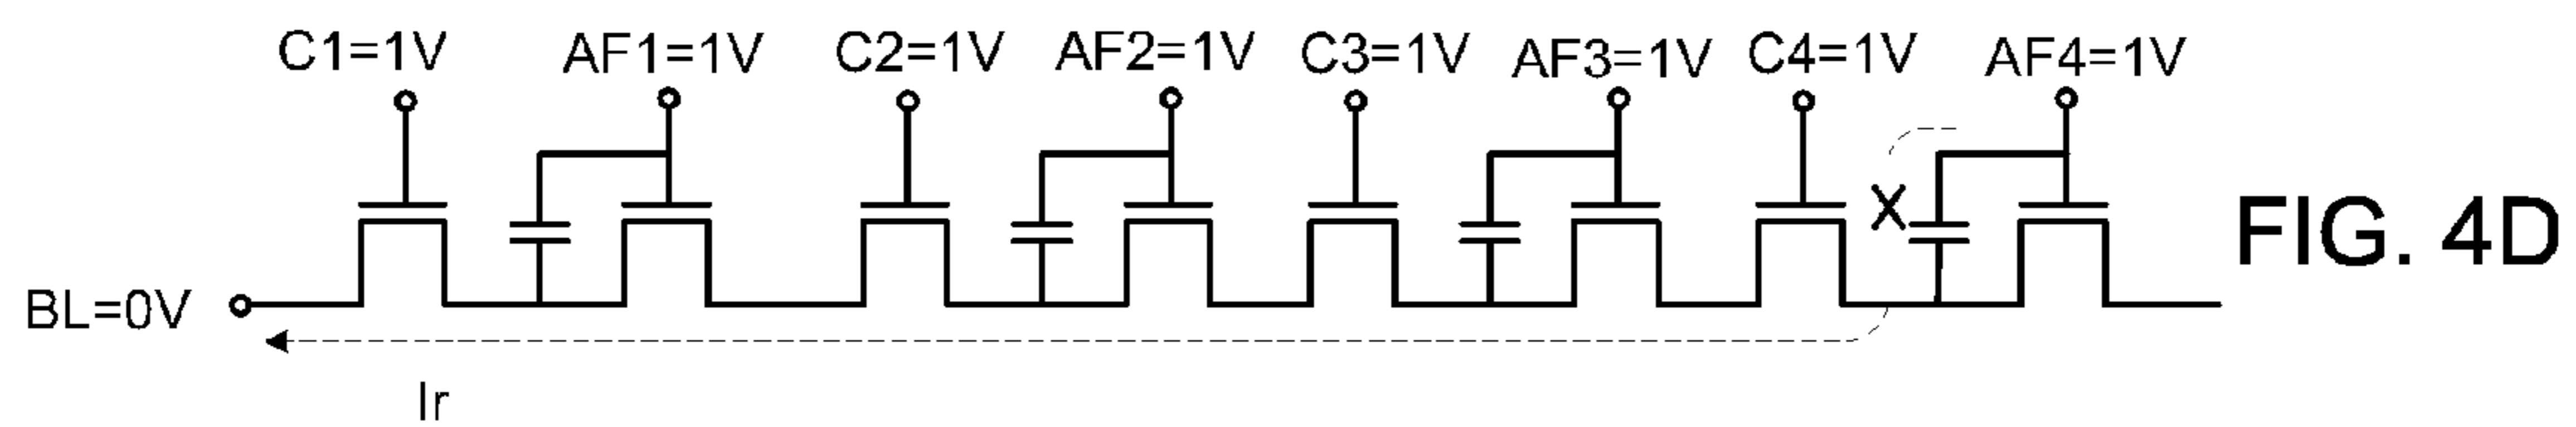 C1=1V AF1=1V C2=1V AF2=1V C3=1V AF3=1V C4=1V AF4=1V
X
FIG. 4D
BL=0V
Ir